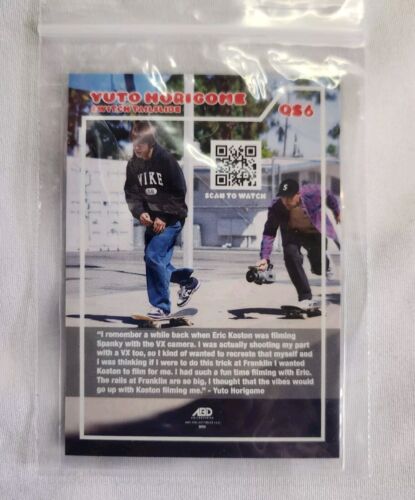 YUTO HORIGOME
SWITCH TAILSLIDE
056
NIKE
S
SCAN TO WATCH
"I remember a while back when Eric Koston was filming
Spanky with the VX camera. I was actually shooting my part
with a VX too, so I kind of wanted to recreate that myself and
I was thinking if I were to do this trick at Franklin I wanted
Koston to film for me. I had such a fun time filming with Eric.
The rails at Franklin are so big, I thought that the vibes would
go up with Koston filming me." - Yuto Horigome
ABD